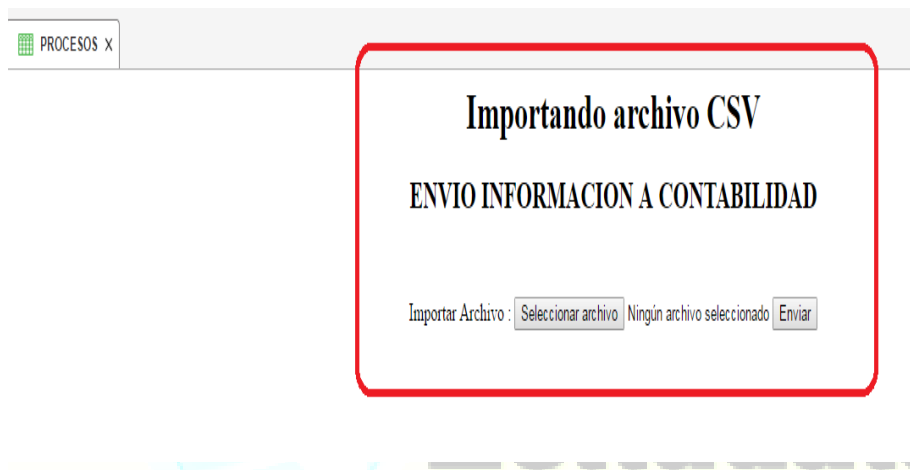 PROCESOS ×
Importando archivo CSV
ENVIO INFORMACION A CONTABILIDAD
Importar Archivo : Seleccionar archivo Ningún archivo seleccionado Enviar